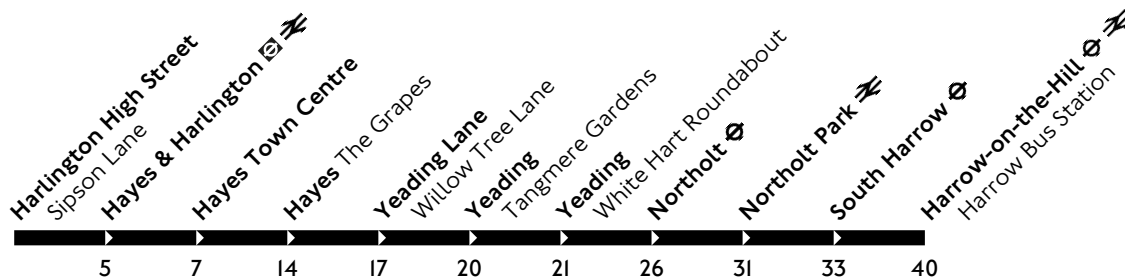 Harlington High Street
Sipson Lane
Hayes & Harlington
Hayes Town Centre
Hayes The Grapes
Yeading Lane
Willow Tree Lane
Yeading
Tangmere Gardens
Yeading
White Hart Roundabout
Northolt
Northolt Park
South Harrow
Harrow-on-the-Hill
Harrow Bus Station
5 7 14 17 20 21 26 31 33 40